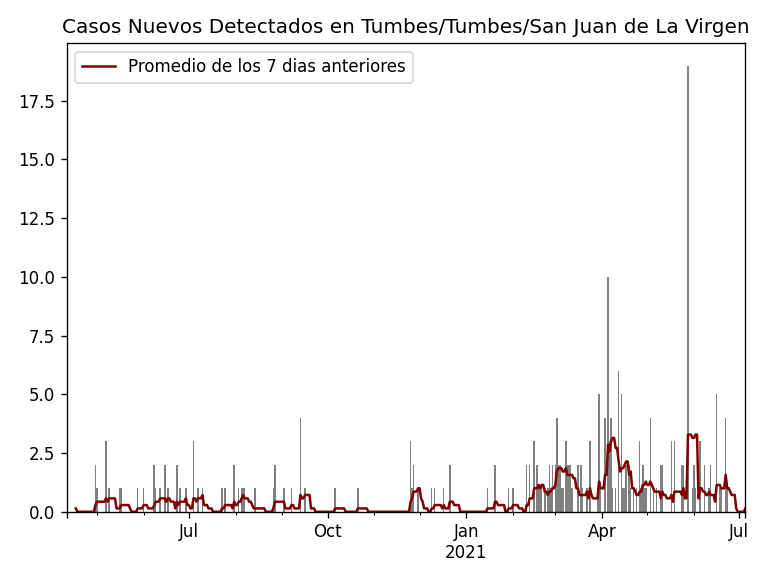 Casos Nuevos Detectados en Tumbes/Tumbes/San Juan de La Virgen
Promedio de los 7 dias anteriores
17.5
15.0
12.5
10.0
7.5
5.0
2.5
0.0
Jul
Oct
Jan
2021
Apr
Jul